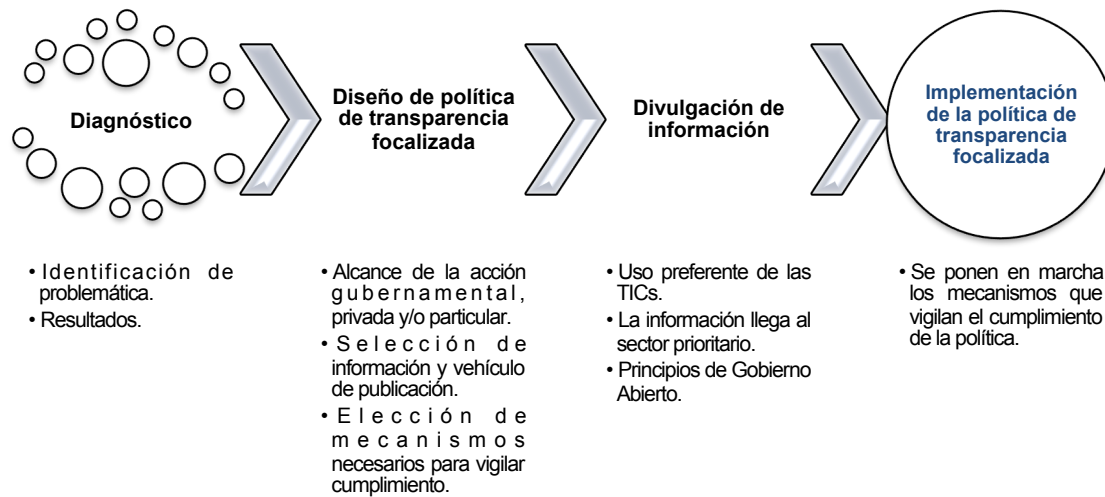 Diagnóstico
• Identificación de
problemática.
• Resultados.
Diseño de política
de transparencia
focalizada
• Alcance de la acción
gubernamental,
privada y/o particular.
• Selección de
información y vehículo
de publicación.
• Elección de
mecanismos
necesarios para vigilar
cumplimiento.
Divulgación de
información
• Uso preferente de las
TICs.
• La información llega al
sector prioritario.
• Principios de Gobierno
Abierto.
Implementación
de la política de
transparencia
focalizada
• Se ponen en marcha
los mecanismos que
vigilan el cumplimiento
de la política.